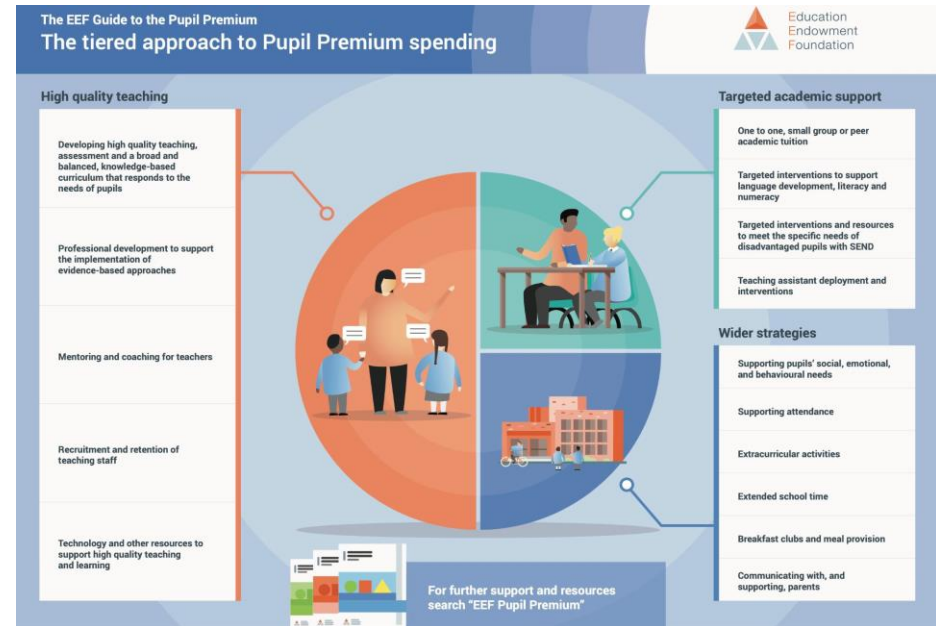 The EEF Guide to the Pupil Premium
The tiered approach to Pupil Premium spending
Education
Endowment
Foundation
High quality teaching
Developing high quality teaching,
assessment and a broad and
balanced, knowledge-based
curriculum that responds to the
needs of pupils
Professional development to support
the implementation of
evidence-based approaches
Mentoring and coaching for teachers
Recruitment and retention of
teaching staff
Technology and other resources to
support high quality teaching
and learning
Targeted academic support
One to one, small group or peer
academic tuition
Targeted interventions to support
language development, literacy and
numeracy
Targeted interventions and resources
to meet the specific needs of
disadvantaged pupils with SEND
Teaching assistant deployment and
interventions
Wider strategies
Supporting pupils' social, emotional,
and behavioural needs
Supporting attendance
Extracurricular activities
Extended school time
Breakfast clubs and meal provision
Communicating with, and
supporting, parents
For further support and resources
search "EEF Pupil Premium"